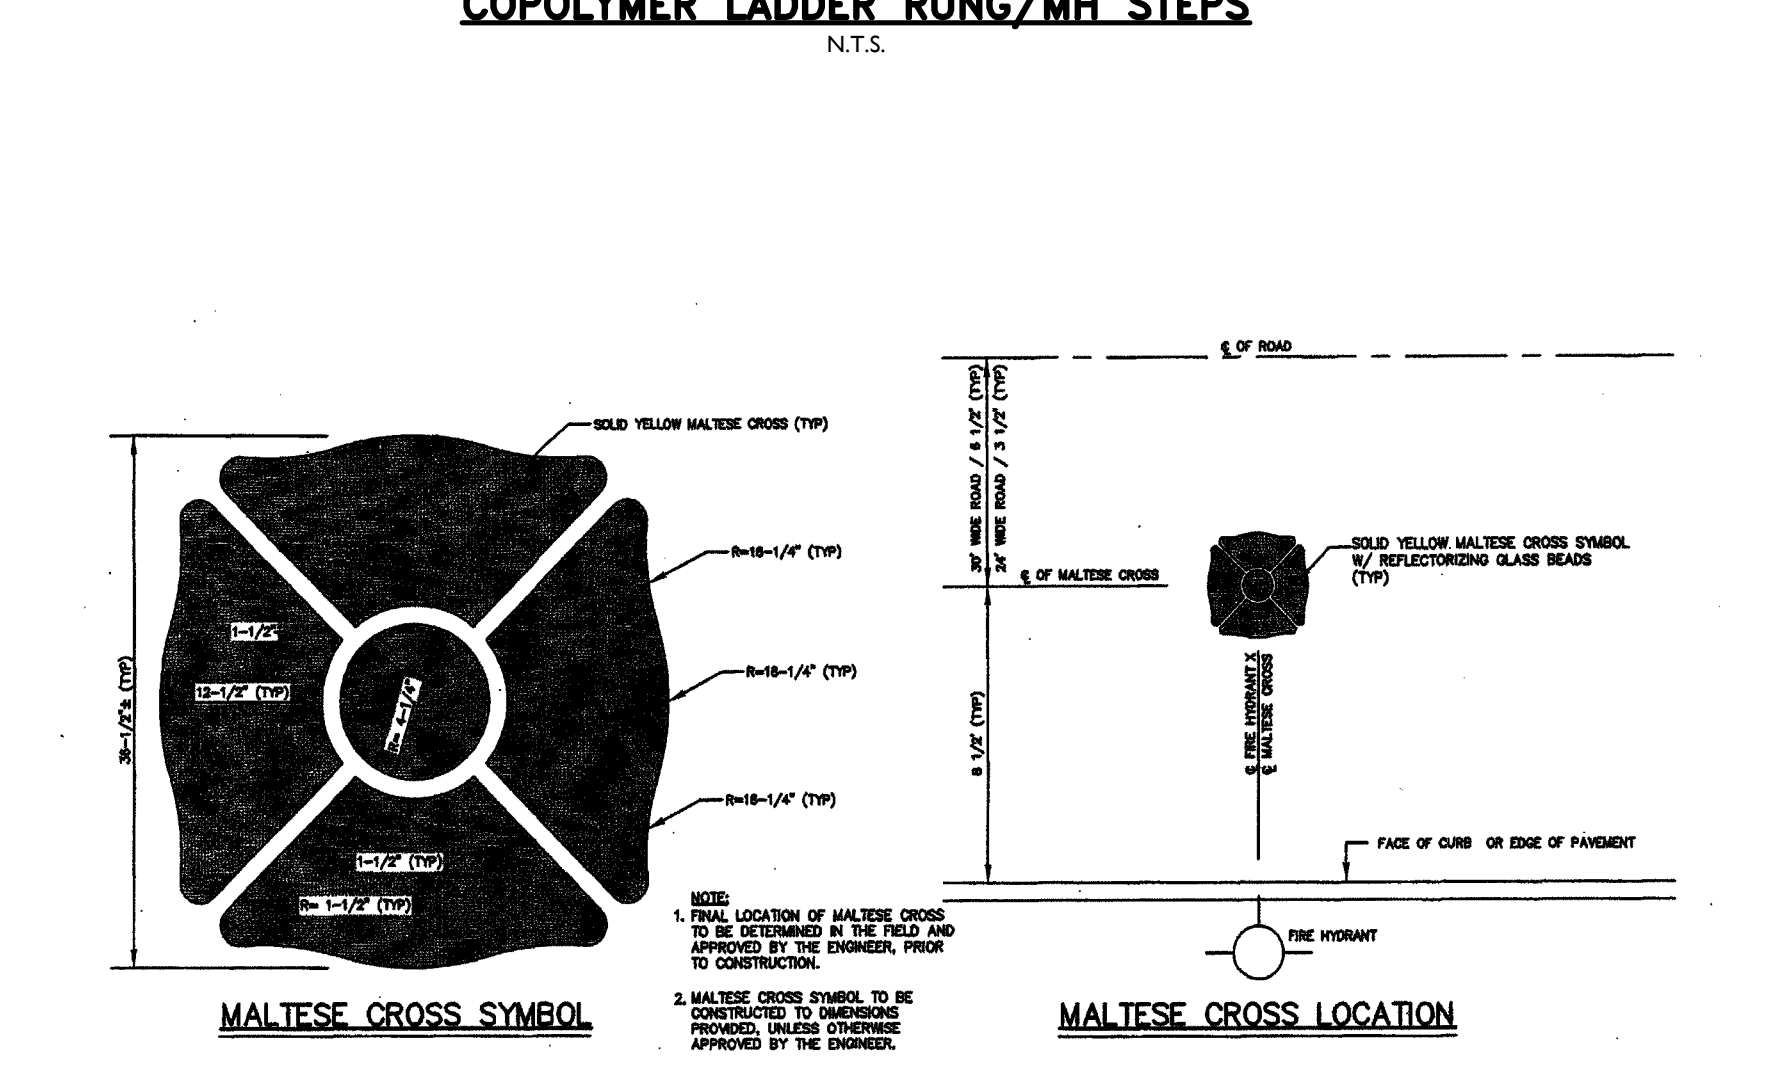 COPOLYMER LADDER RUNG/MH STEPS
N.T.S.
SOLID YELLOW MALTESE CROSS (TYP)
R=16-1/4" (TYP)
R=16-1/4" (TYP)
R=16-1/4" (TYP)
36-1/2"± (TYP)
1-1/2"
12-1/2" (TYP)
R= 4-1/4"
1-1/2" (TYP)
R= 1-1/2" (TYP)
MALTESE CROSS SYMBOL
NOTE:
1. FINAL LOCATION OF MALTESE CROSS
TO BE DETERMINED IN THE FIELD AND
APPROVED BY THE ENGINEER, PRIOR
TO CONSTRUCTION.
2. MALTESE CROSS SYMBOL TO BE
CONSTRUCTED TO DIMENSIONS
PROVIDED, UNLESS OTHERWISE
APPROVED BY THE ENGINEER.
℄ OF ROAD
30' WIDE ROAD / 6 1/2' (TYP)
24' WIDE ROAD / 3 1/2' (TYP)
℄ OF MALTESE CROSS
SOLID YELLOW MALTESE CROSS SYMBOL
W/ REFLECTORIZING GLASS BEADS
(TYP)
8 1/2' (TYP)
℄ FIRE HYDRANT X
℄ MALTESE CROSS
FACE OF CURB OR EDGE OF PAVEMENT
FIRE HYDRANT
MALTESE CROSS LOCATION